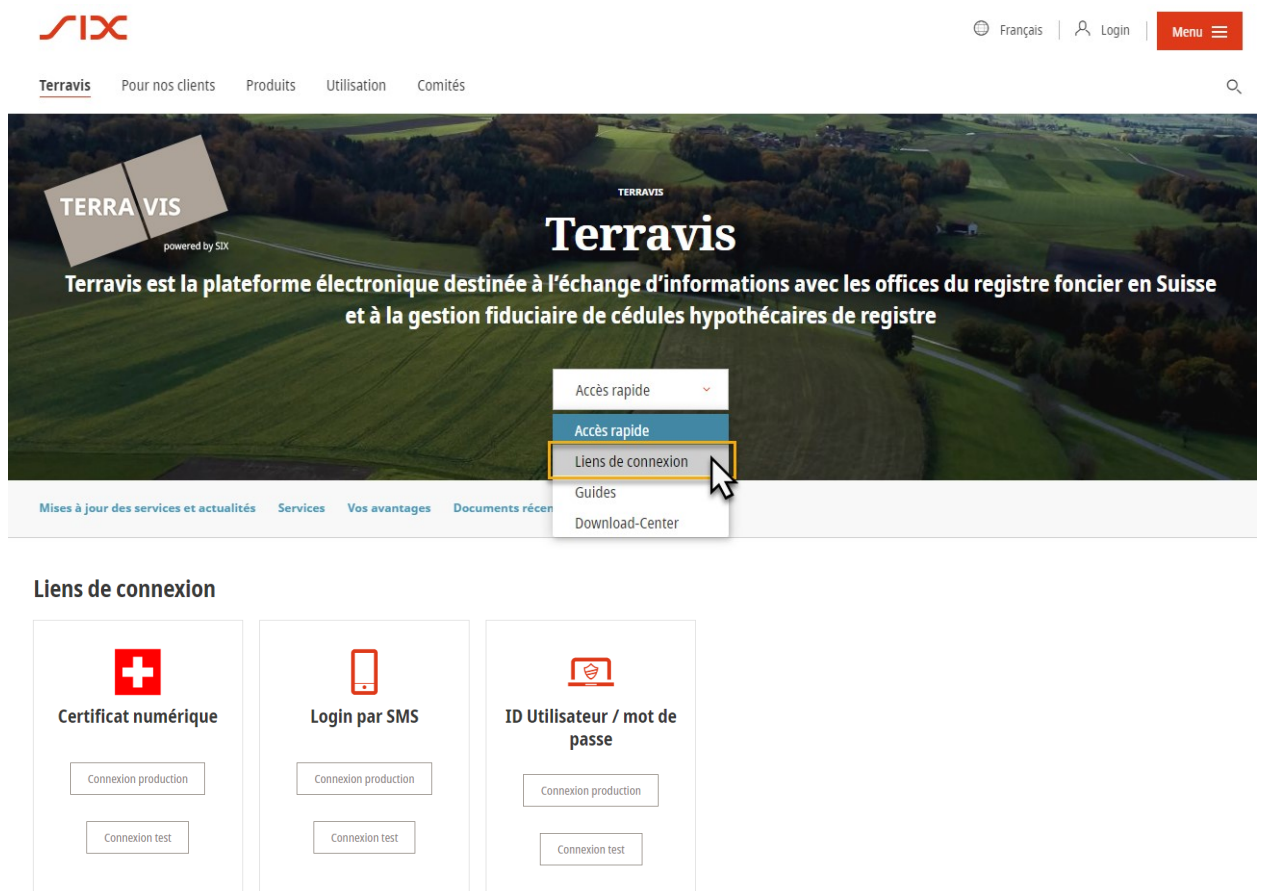 SIX
Français
Login
Menu
Terravis
Pour nos clients
Produits
Utilisation
Comités
TERRAVIS
powered by SIX
TERRAVIS
Terravis
Terravis est la plateforme électronique destinée à l'échange d'informations avec les offices du registre foncier en Suisse
et à la gestion fiduciaire de cédules hypothécaires de registre
Accès rapide
Accès rapide
Liens de connexion
Guides
Download-Center
Mises à jour des services et actualités
Services
Vos avantages
Documents récen
Liens de connexion
Certificat numérique
Connexion production
Connexion test
Login par SMS
Connexion production
Connexion test
ID Utilisateur / mot de
passe
Connexion production
Connexion test